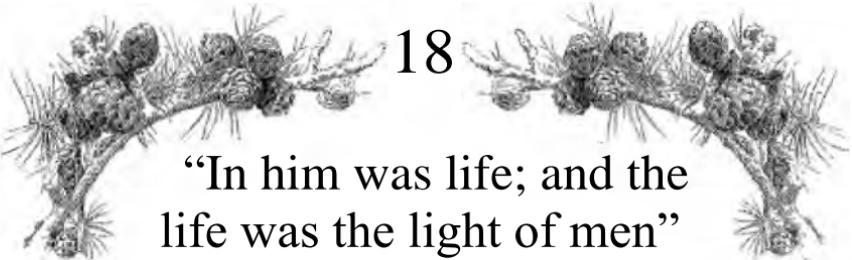 18
“In him was life; and the
life was the light of men”